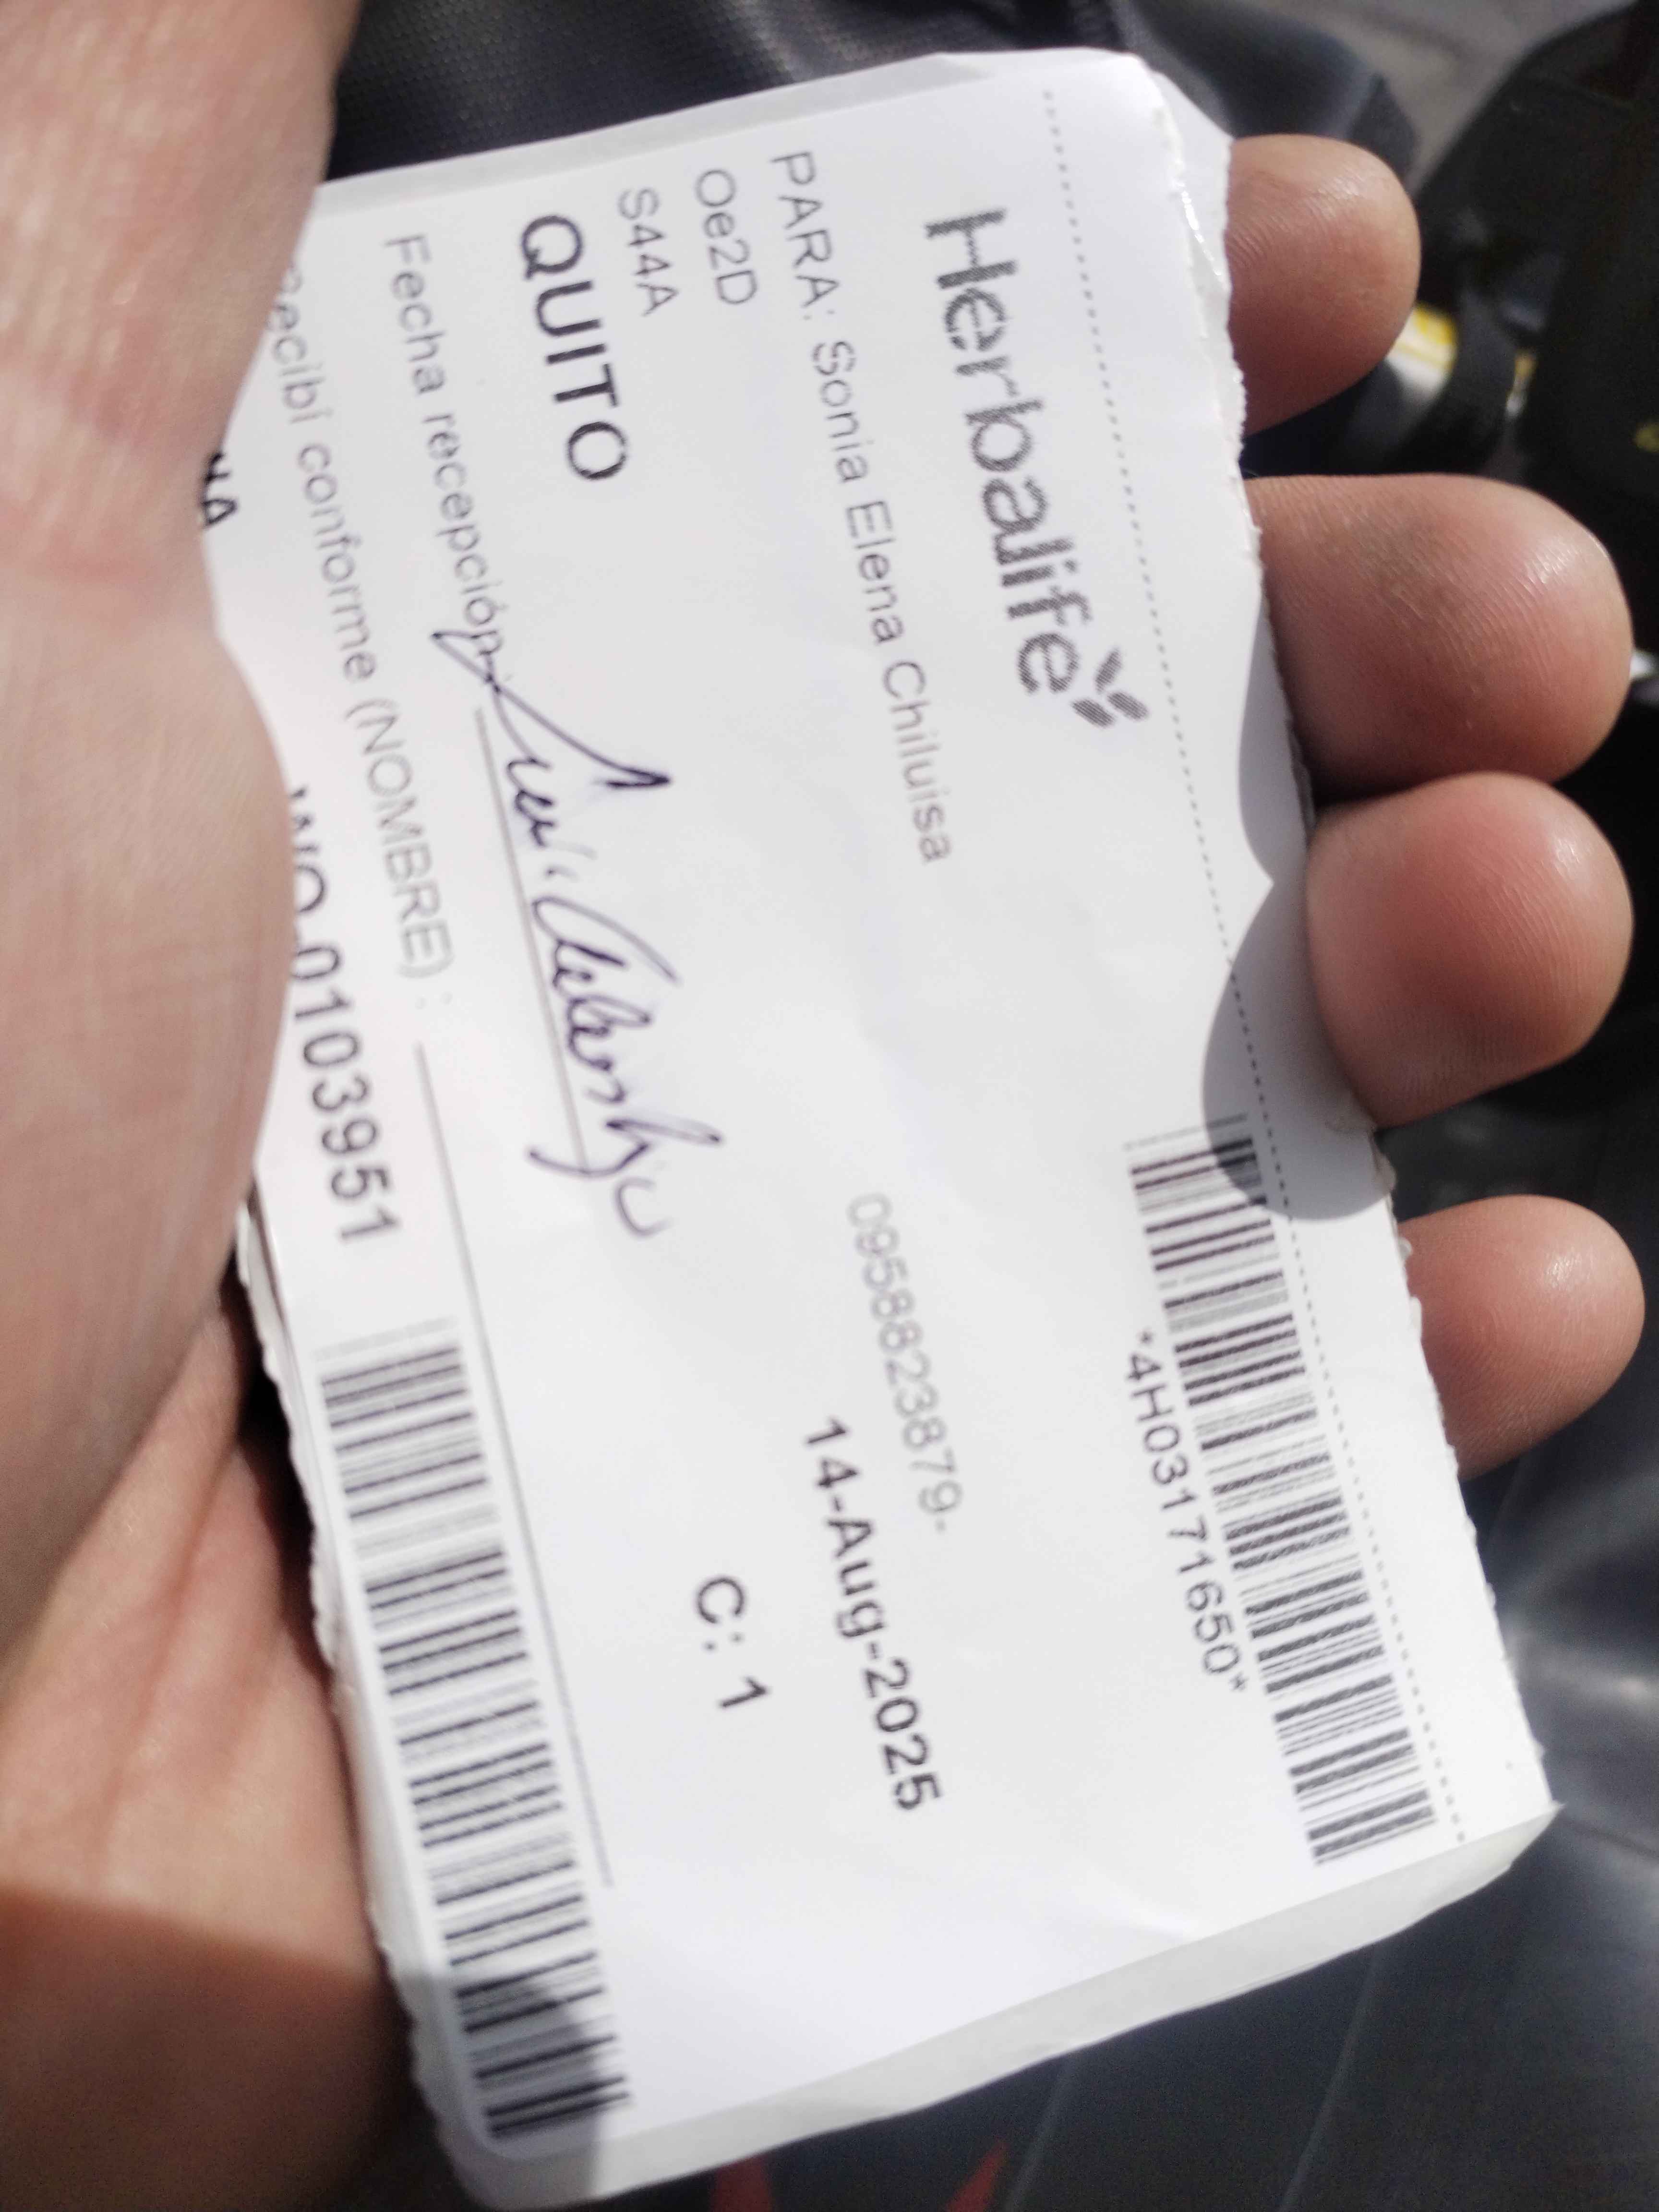 Herbalife
*4H03171650*
PARA: Sonia Elena Chiluisa
0958823879-
Oe2D
14-Aug-2025
S44A
C: 1
QUITO
Fecha recepción
Recibí conforme (NOMBRE) :
WO-0103951